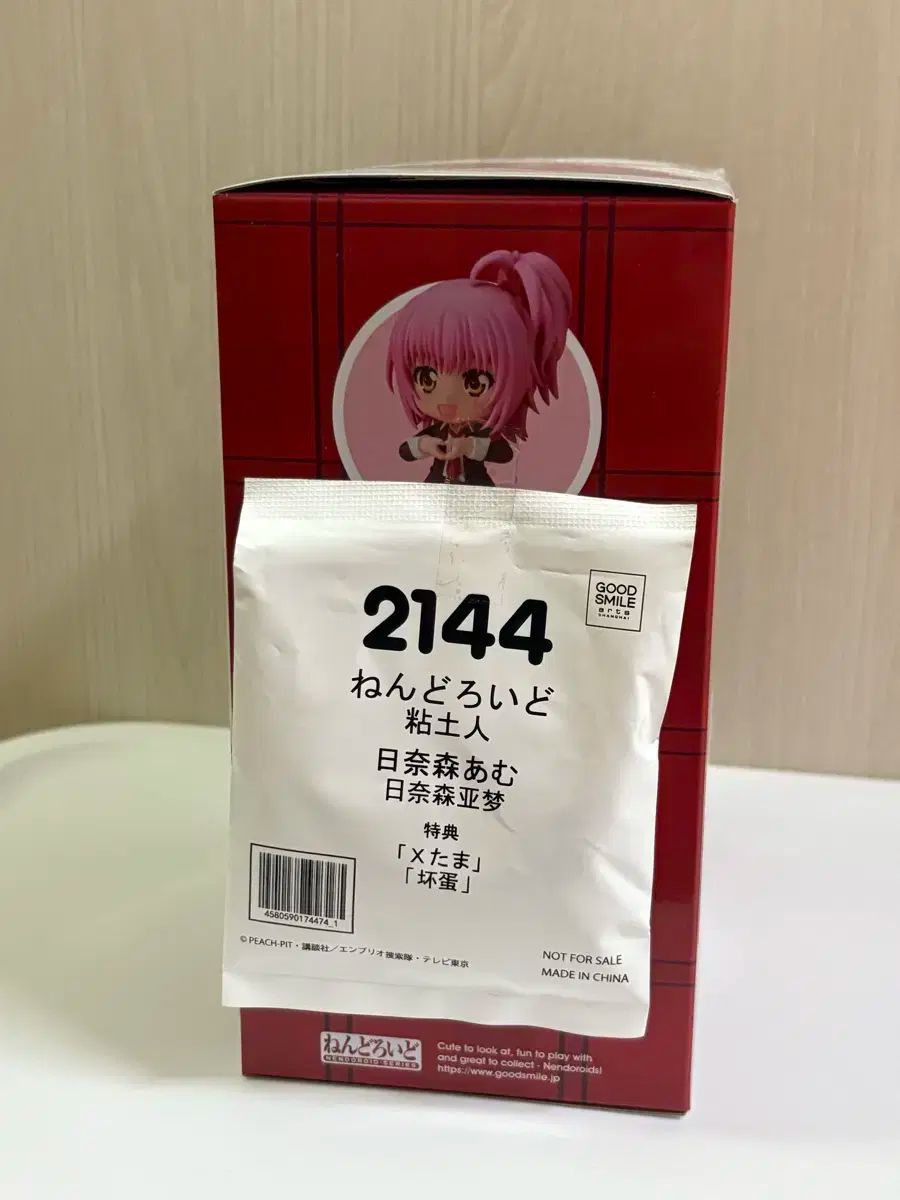 2144
GOOD
SMILE
arts
SHANGHAI
ねんどろいど
粘土人
日奈森あむ
日奈森亚梦
特典
「Xたま」
「坏蛋」
4580590174474_1
© PEACH-PIT・講談社／エンブリオ捜索隊・テレビ東京
NOT FOR SALE
MADE IN CHINA
ねんどろいど
NENDOROID SERIES
Cute to look at, fun to play with
and great to collect - Nendoroids!
https://www.goodsmile.jp